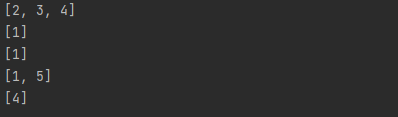 [2, 3, 4]
[1]
[1]
[1, 5]
[4]